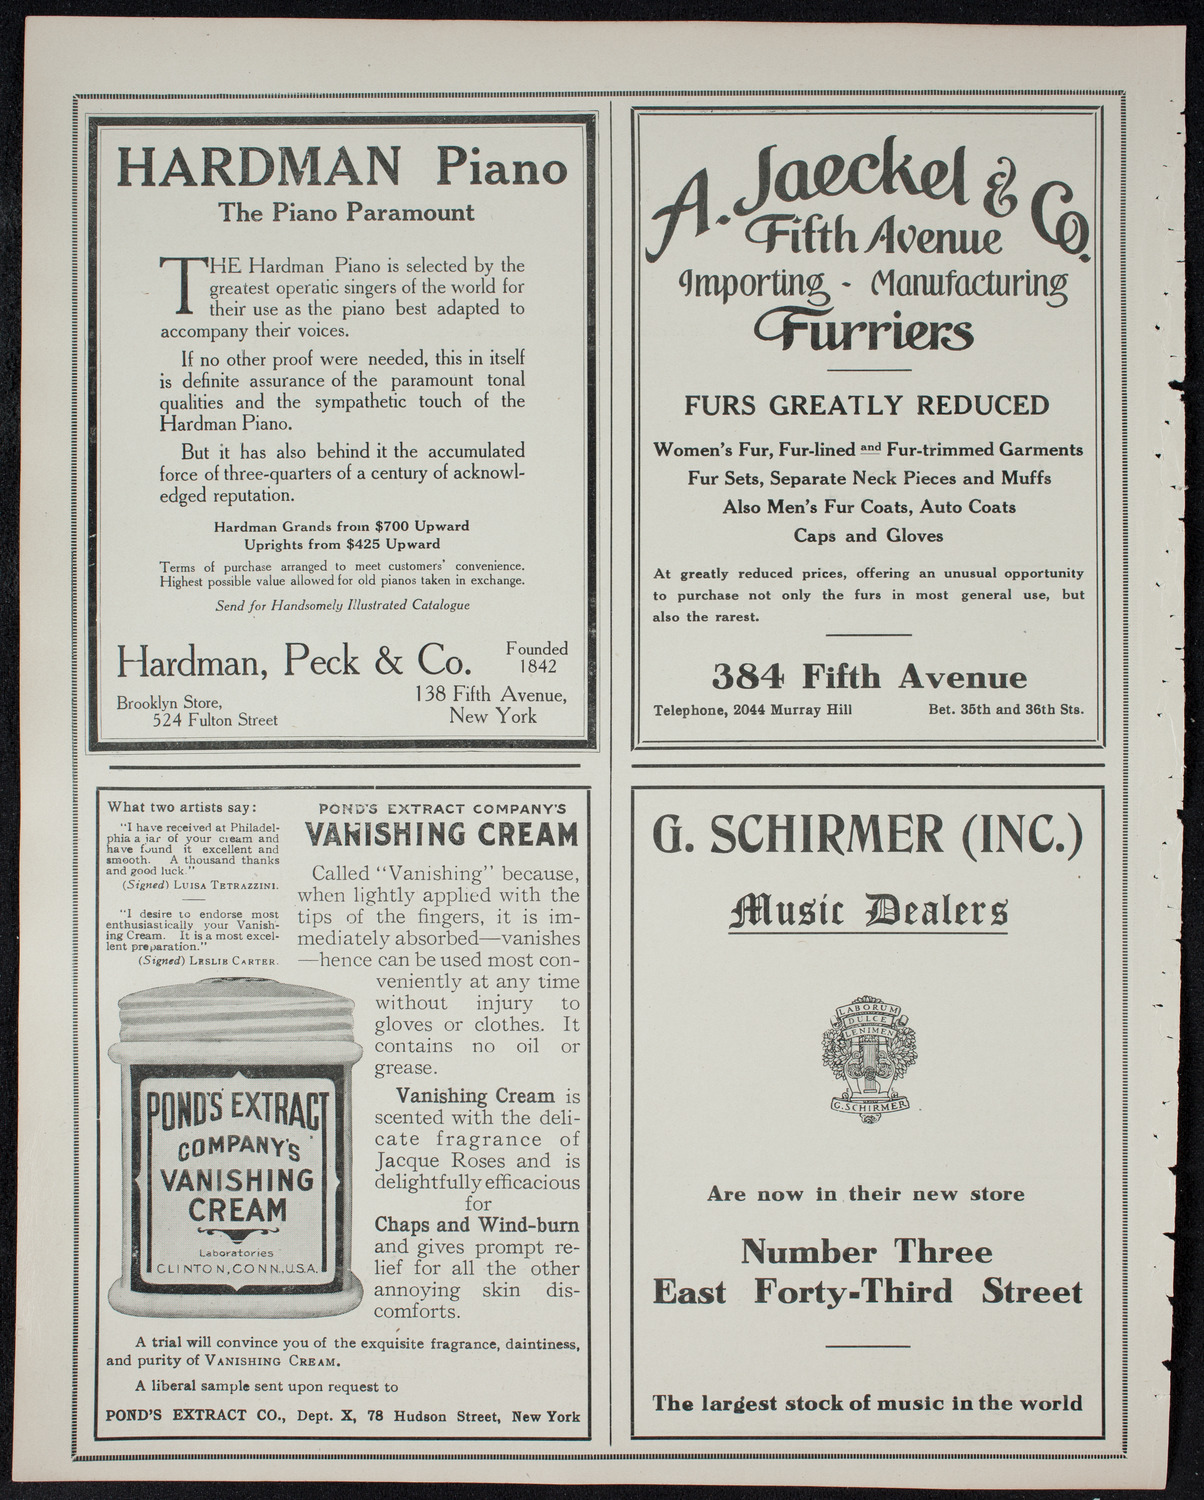 HARDMAN Piano
The Piano Paramount
THE Hardman Piano is selected by the
greatest operatic singers of the world for
their use as the piano best adapted to
accompany their voices.
If no other proof were needed, this in itself
is definite assurance of the paramount tonal
qualities and the sympathetic touch of the
Hardman Piano.
But it has also behind it the accumulated
force of three-quarters of a century of acknowl-
edged reputation.
Hardman Grands from $700 Upward
Uprights from $425 Upward
Terms of purchase arranged to meet customers' convenience.
Highest possible value allowed for old pianos taken in exchange.
Send for Handsomely Illustrated Catalogue
Hardman, Peck & Co.
Founded
1842
Brooklyn Store,
524 Fulton Street
138 Fifth Avenue,
New York
A. Jaeckel & Co.
Fifth Avenue
Importing - Manufacturing
Furriers
FURS GREATLY REDUCED
Women's Fur, Fur-lined and Fur-trimmed Garments
Fur Sets, Separate Neck Pieces and Muffs
Also Men's Fur Coats, Auto Coats
Caps and Gloves
At greatly reduced prices, offering an unusual opportunity
to purchase not only the furs in most general use, but
also the rarest.
384 Fifth Avenue
Telephone, 2044 Murray Hill Bet. 35th and 36th Sts.
What two artists say:
"I have received at Philadel-
phia a jar of your cream and
have found it excellent and
smooth. A thousand thanks
and good luck."
(Signed) LUISA TETRAZZINI.
"I desire to endorse most
enthusiastically your Vanish-
ing Cream. It is a most excel-
lent preparation."
(Signed) LESLIE CARTER.
POND'S EXTRACT COMPANY'S
VANISHING CREAM
Called "Vanishing" because,
when lightly applied with the
tips of the fingers, it is im-
mediately absorbed—vanishes
—hence can be used most con-
veniently at any time
without injury to
gloves or clothes. It
contains no oil or
grease.
Vanishing Cream is
scented with the deli-
cate fragrance of
Jacque Roses and is
delightfully efficacious
for
Chaps and Wind-burn
and gives prompt re-
lief for all the other
annoying skin dis-
comforts.
POND'S EXTRACT
COMPANY'S
VANISHING
CREAM
Laboratories
CLINTON, CONN., U.S.A.
A trial will convince you of the exquisite fragrance, daintiness,
and purity of VANISHING CREAM.
A liberal sample sent upon request to
POND'S EXTRACT CO., Dept. X, 78 Hudson Street, New York
G. SCHIRMER (INC.)
Music Dealers
LABORUM
DULCE
LENIMEN
G. SCHIRMER
Are now in their new store
Number Three
East Forty-Third Street
The largest stock of music in the world